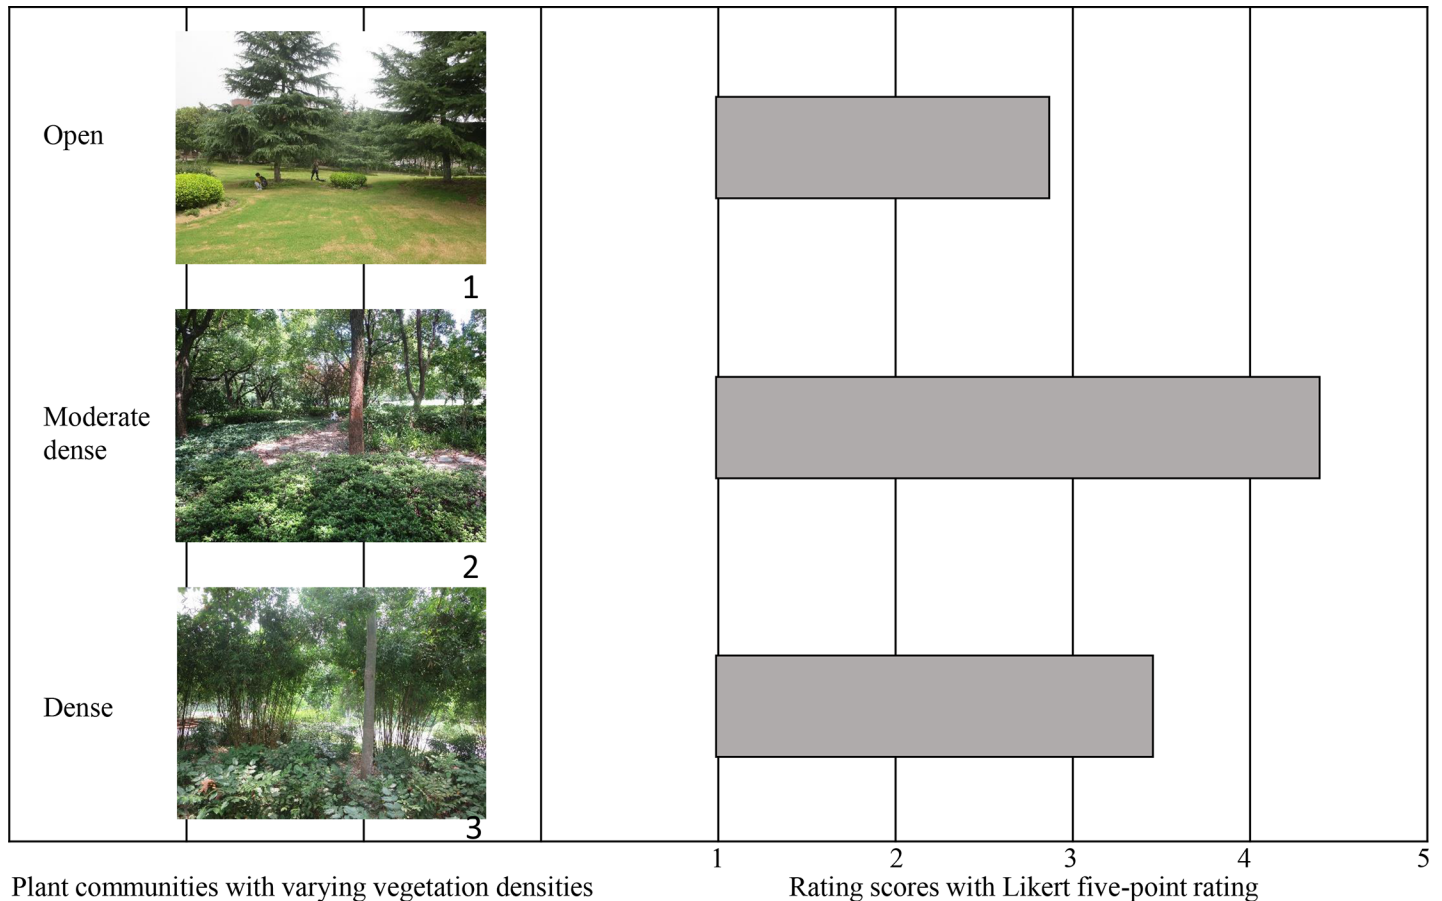 Open
1
Moderate
dense
2
Dense
3
1 2 3 4 5
Plant communities with varying vegetation densities
Rating scores with Likert five-point rating